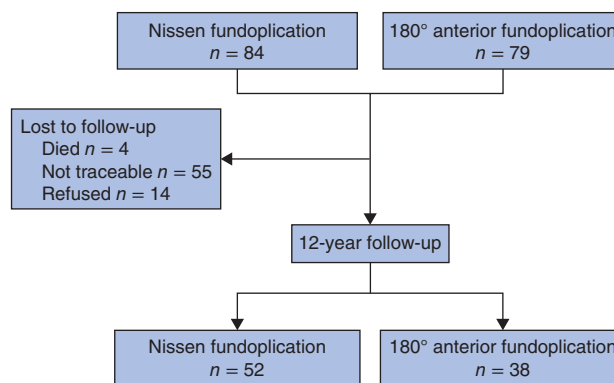 Nissen fundoplication
n = 84
180° anterior fundoplication
n = 79
Lost to follow-up
Died n = 4
Not traceable n = 55
Refused n = 14
12-year follow-up
Nissen fundoplication
n = 52
180° anterior fundoplication
n = 38